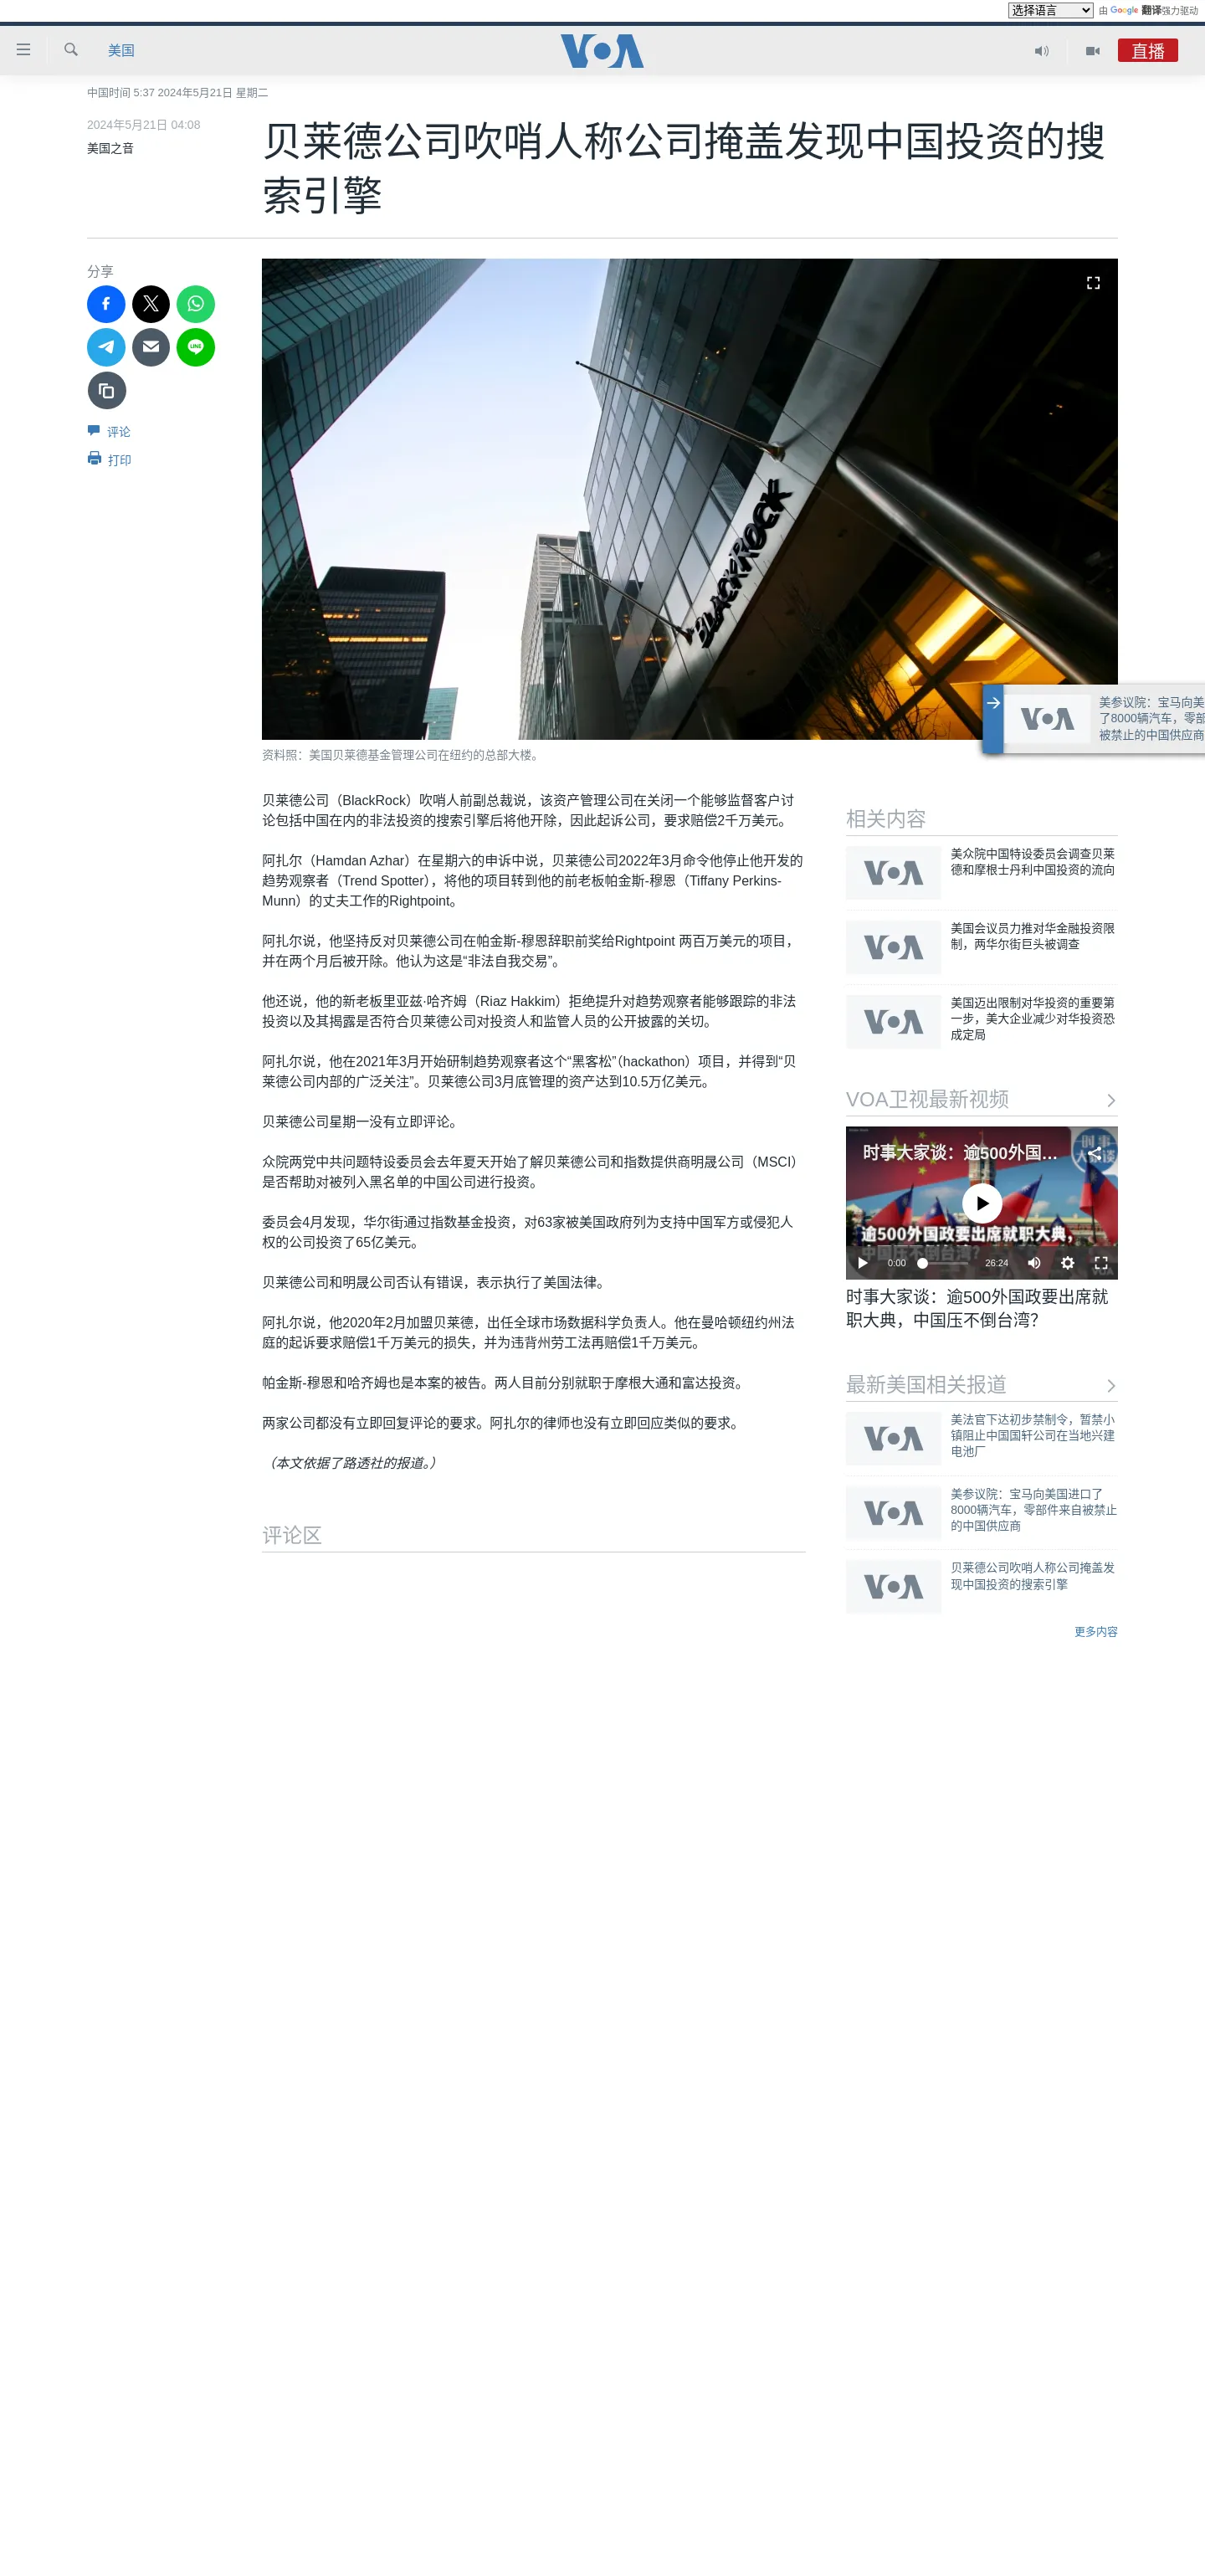 选择语言 由 Google 翻译强力驱动
美国
VOA
直播
中国时间 5:37 2024年5月21日 星期二
2024年5月21日 04:08
美国之音
贝莱德公司吹哨人称公司掩盖发现中国投资的搜
索引擎
分享
LINE
评论
打印
BLACKROCK
资料照：美国贝莱德基金管理公司在纽约的总部大楼。
VOA
美参议院：宝马向美
了8000辆汽车，零部
被禁止的中国供应商
贝莱德公司（BlackRock）吹哨人前副总裁说，该资产管理公司在关闭一个能够监督客户讨
论包括中国在内的非法投资的搜索引擎后将他开除，因此起诉公司，要求赔偿2千万美元。
阿扎尔（Hamdan Azhar）在星期六的申诉中说，贝莱德公司2022年3月命令他停止他开发的
趋势观察者（Trend Spotter），将他的项目转到他的前老板帕金斯-穆恩（Tiffany Perkins-
Munn）的丈夫工作的Rightpoint。
阿扎尔说，他坚持反对贝莱德公司在帕金斯-穆恩辞职前奖给Rightpoint 两百万美元的项目，
并在两个月后被开除。他认为这是“非法自我交易”。
他还说，他的新老板里亚兹·哈齐姆（Riaz Hakkim）拒绝提升对趋势观察者能够跟踪的非法
投资以及其揭露是否符合贝莱德公司对投资人和监管人员的公开披露的关切。
阿扎尔说，他在2021年3月开始研制趋势观察者这个“黑客松”（hackathon）项目，并得到“贝
莱德公司内部的广泛关注”。贝莱德公司3月底管理的资产达到10.5万亿美元。
贝莱德公司星期一没有立即评论。
众院两党中共问题特设委员会去年夏天开始了解贝莱德公司和指数提供商明晟公司（MSCI）
是否帮助对被列入黑名单的中国公司进行投资。
委员会4月发现，华尔街通过指数基金投资，对63家被美国政府列为支持中国军方或侵犯人
权的公司投资了65亿美元。
贝莱德公司和明晟公司否认有错误，表示执行了美国法律。
阿扎尔说，他2020年2月加盟贝莱德，出任全球市场数据科学负责人。他在曼哈顿纽约州法
庭的起诉要求赔偿1千万美元的损失，并为违背州劳工法再赔偿1千万美元。
帕金斯-穆恩和哈齐姆也是本案的被告。两人目前分别就职于摩根大通和富达投资。
两家公司都没有立即回复评论的要求。阿扎尔的律师也没有立即回应类似的要求。
（本文依据了路透社的报道。）
评论区
相关内容
VOA
美众院中国特设委员会调查贝莱
德和摩根士丹利中国投资的流向
VOA
美国会议员力推对华金融投资限
制，两华尔街巨头被调查
VOA
美国迈出限制对华投资的重要第
一步，美大企业减少对华投资恐
成定局
VOA卫视最新视频
时事大家谈：逾500外国...
时事
大家谈
逾500外国政要出席就职大典，
中国压不倒台湾？
0:00
26:24
VOA
时事大家谈：逾500外国政要出席就
职大典，中国压不倒台湾？
最新美国相关报道
VOA
美法官下达初步禁制令，暂禁小
镇阻止中国国轩公司在当地兴建
电池厂
VOA
美参议院：宝马向美国进口了
8000辆汽车，零部件来自被禁止
的中国供应商
VOA
贝莱德公司吹哨人称公司掩盖发
现中国投资的搜索引擎
更多内容